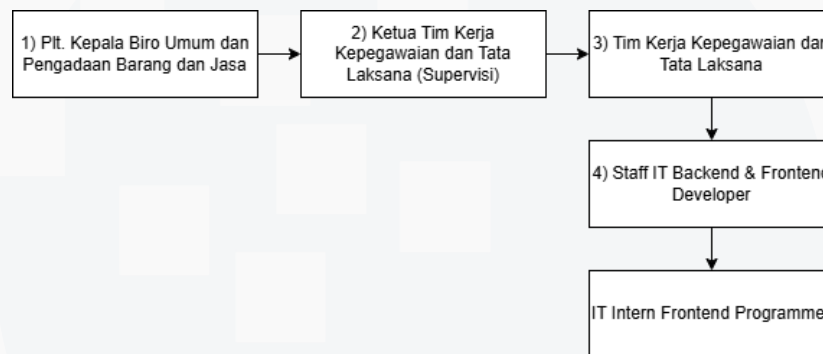 1) Plt. Kepala Biro Umum dan
Pengadaan Barang dan Jasa
2) Ketua Tim Kerja
Kepegawaian dan Tata
Laksana (Supervisi)
3) Tim Kerja Kepegawaian dan
Tata Laksana
4) Staff IT Backend & Frontend
Developer
IT Intern Frontend Programmer